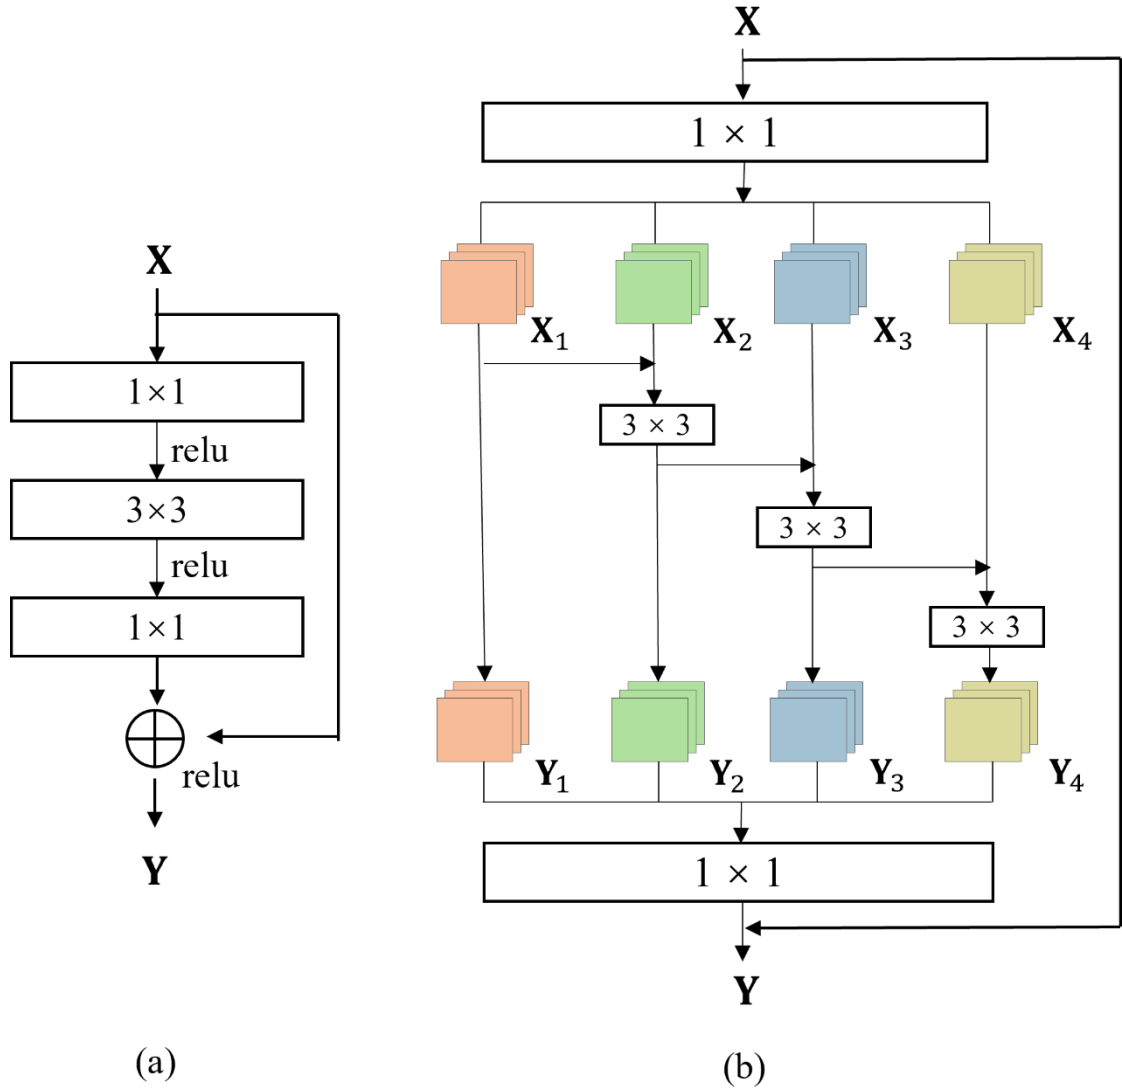 X
1×1
relu
3×3
relu
1×1
relu
Y
(a)
X
1 × 1
X₁ X₂ X₃ X₄
3 × 3
3 × 3
3 × 3
Y₁ Y₂ Y₃ Y₄
1 × 1
Y
(b)